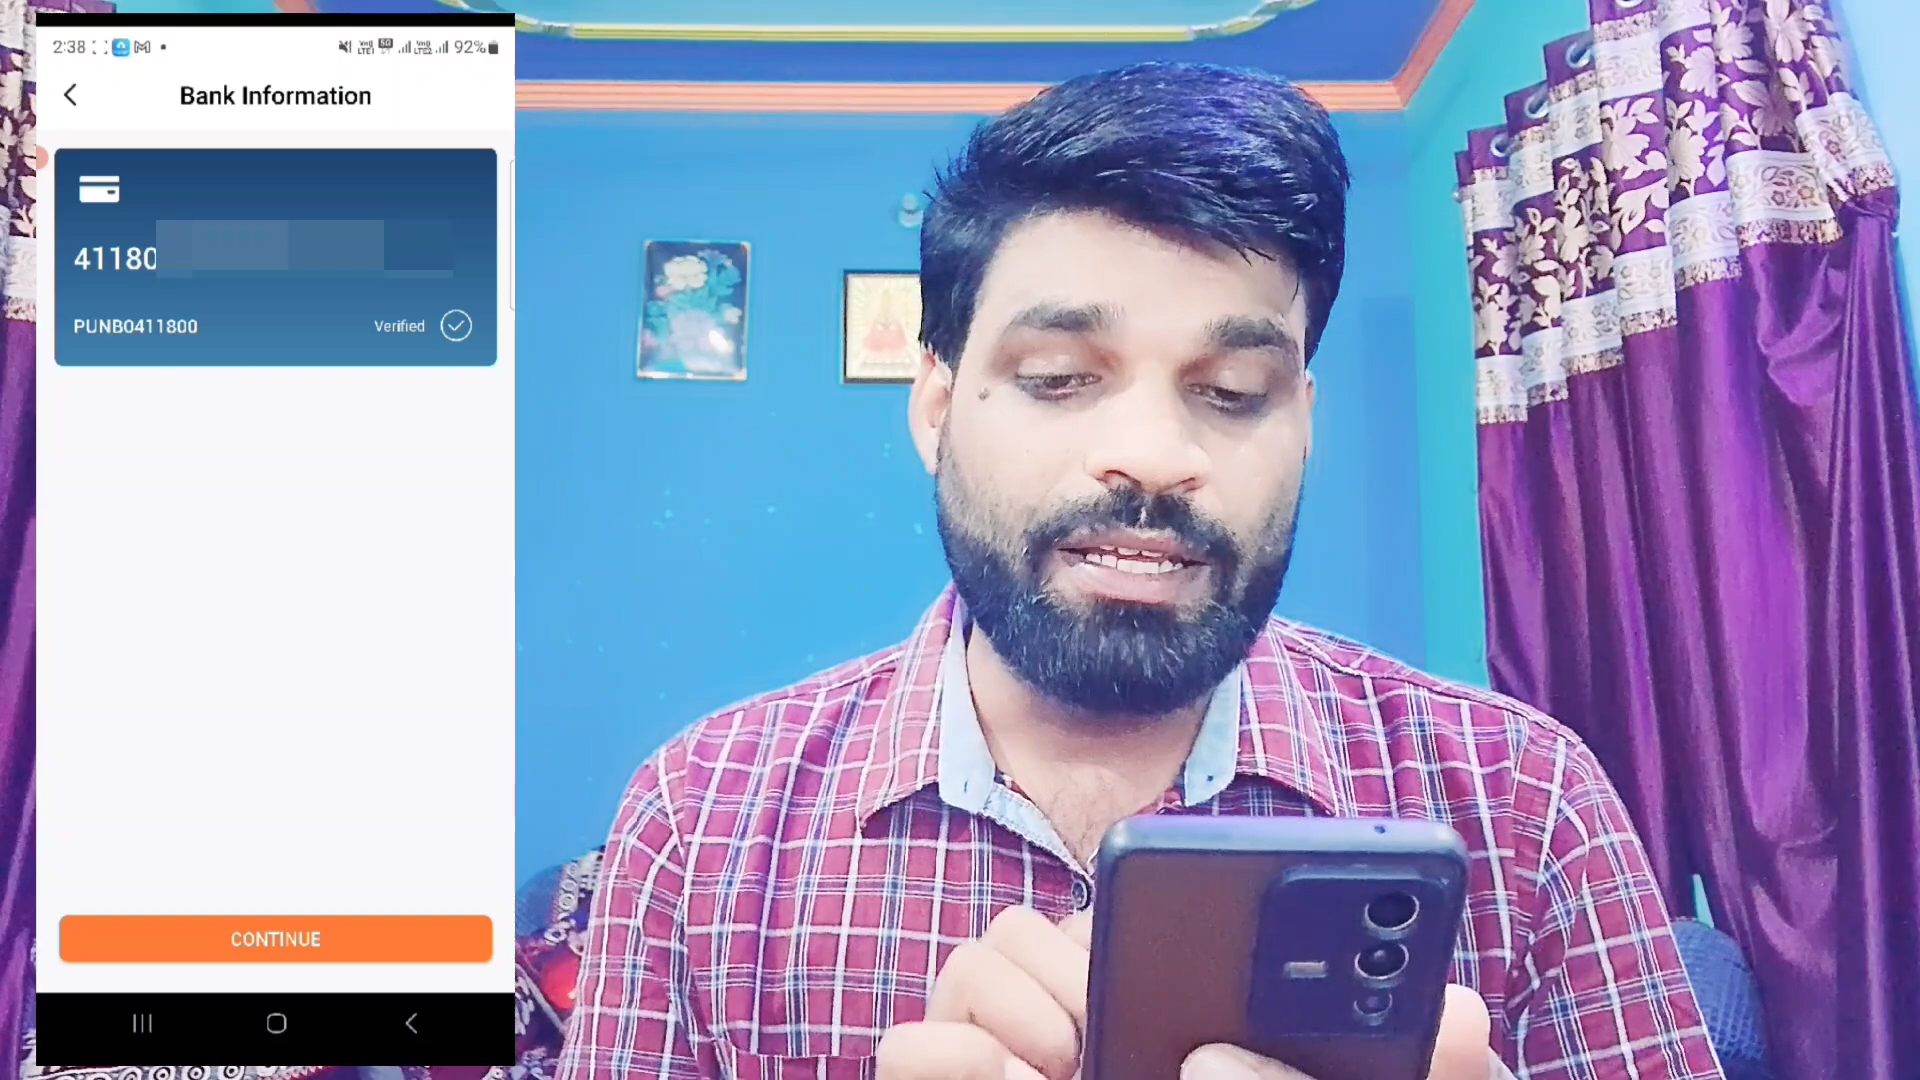 2:38 92%
Bank Information
41180
PUNB0411800 Verified
CONTINUE